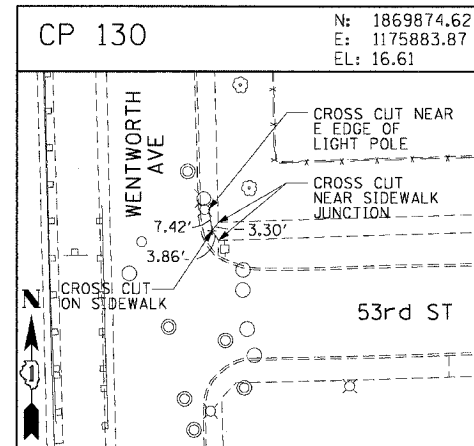 CP 130
N: 1869874.62
E: 1175883.87
EL: 16.61
WENTWORTH
AVE
CROSS CUT NEAR
E EDGE OF
LIGHT POLE
CROSS CUT
NEAR SIDEWALK
JUNCTION
7.42'
3.30'
3.86'
CROSS CUT
ON SIDEWALK
N
1
53rd ST